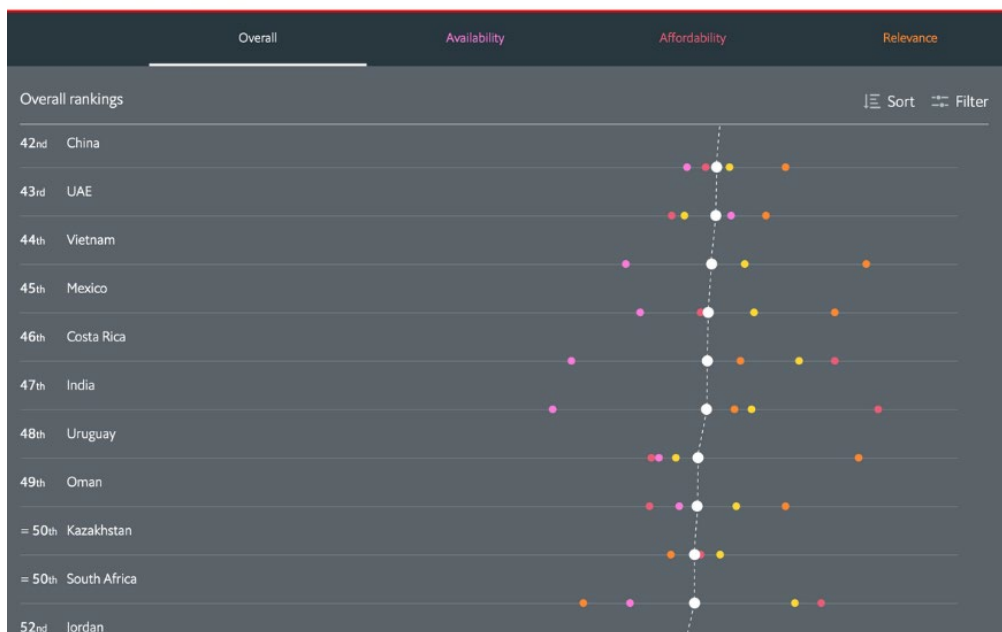 Overall Availability Affordability Relevance
Overall rankings Sort Filter
42nd China
43rd UAE
44th Vietnam
45th Mexico
46th Costa Rica
47th India
48th Uruguay
49th Oman
= 50th Kazakhstan
= 50th South Africa
52nd Jordan